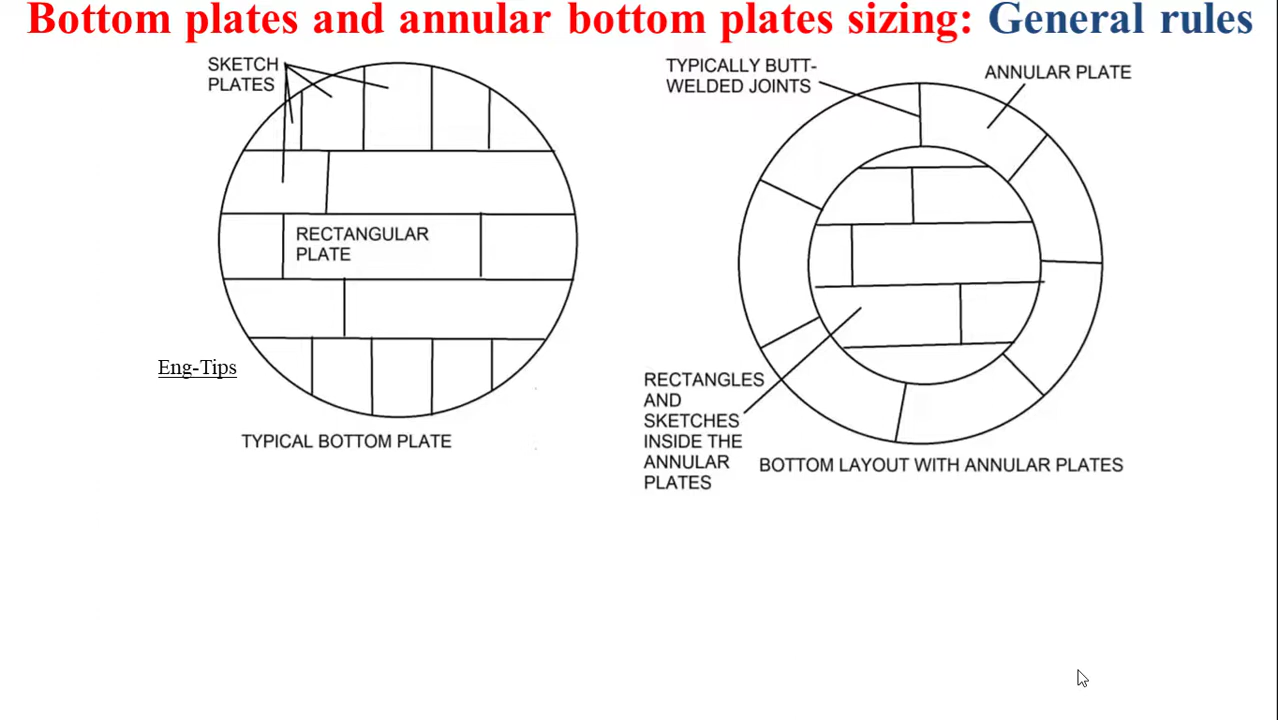 Bottom plates and annular bottom plates sizing: General rules
SKETCH
PLATES
RECTANGULAR
PLATE
Eng-Tips
TYPICAL BOTTOM PLATE
TYPICALLY BUTT-
WELDED JOINTS
ANNULAR PLATE
RECTANGLES
AND
SKETCHES
INSIDE THE
ANNULAR
PLATES
BOTTOM LAYOUT WITH ANNULAR PLATES